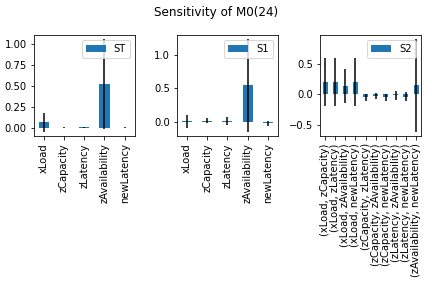 Sensitivity of M0(24)
ST
1.00
0.75
0.50
0.25
0.00
xLoad
zCapacity
zLatency
zAvailability
newLatency
S1
1.0
0.5
0.0
xLoad
zCapacity
zLatency
zAvailability
newLatency
S2
0.5
0.0
−0.5
(xLoad, zCapacity)
(xLoad, zLatency)
(xLoad, zAvailability)
(xLoad, newLatency)
(zCapacity, zLatency)
(zCapacity, zAvailability)
(zCapacity, newLatency)
(zLatency, zAvailability)
(zLatency, newLatency)
(zAvailability, newLatency)